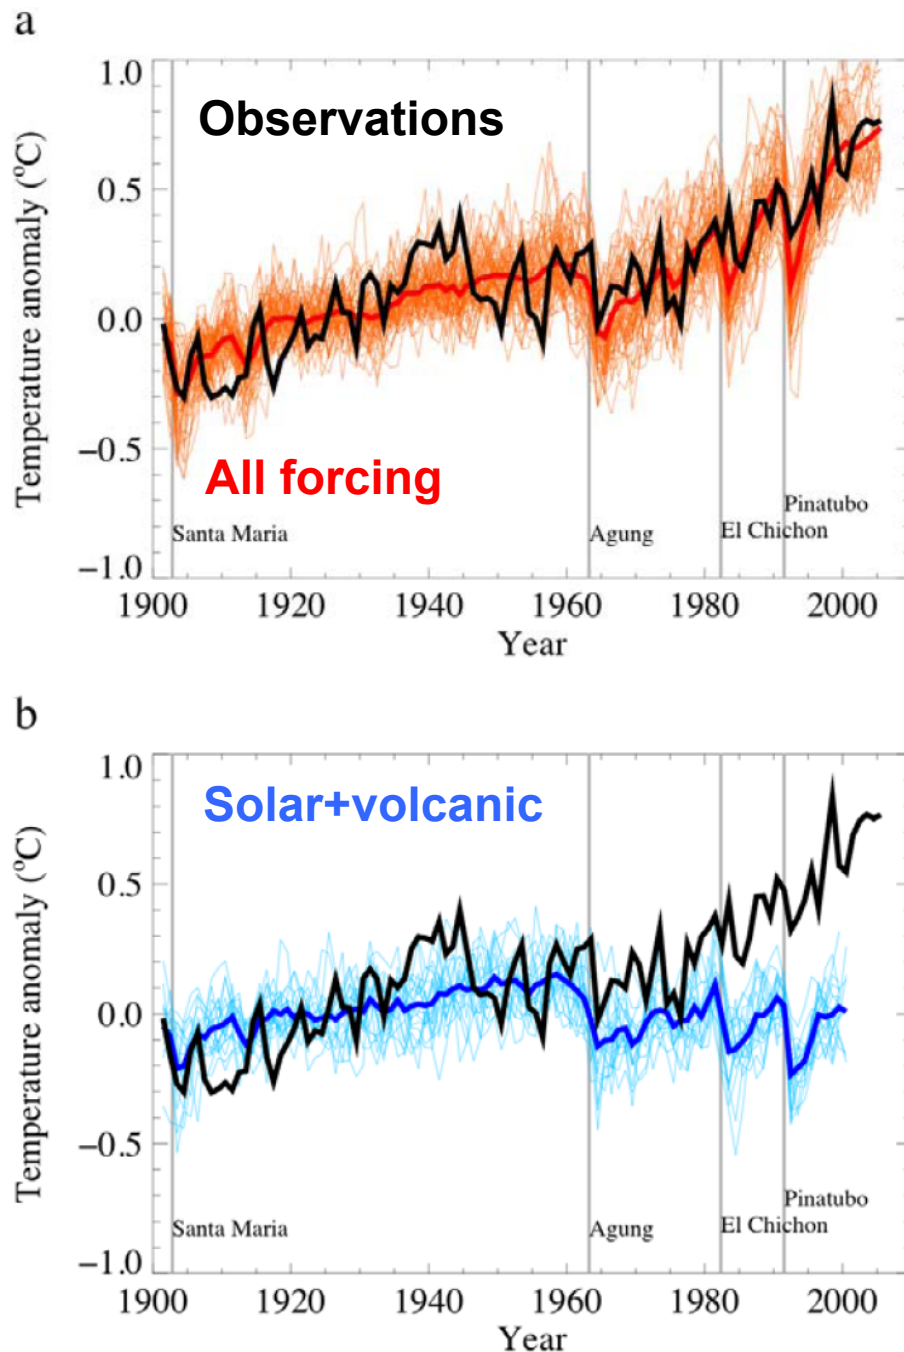 a
Temperature anomaly (ºC)
1.0
0.5
0.0
−0.5
−1.0
Observations
All forcing
Santa Maria
Agung
El Chichon
Pinatubo
1900 1920 1940 1960 1980 2000
Year
b
Temperature anomaly (ºC)
1.0
0.5
0.0
−0.5
−1.0
Solar+volcanic
Santa Maria
Agung
El Chichon
Pinatubo
1900 1920 1940 1960 1980 2000
Year